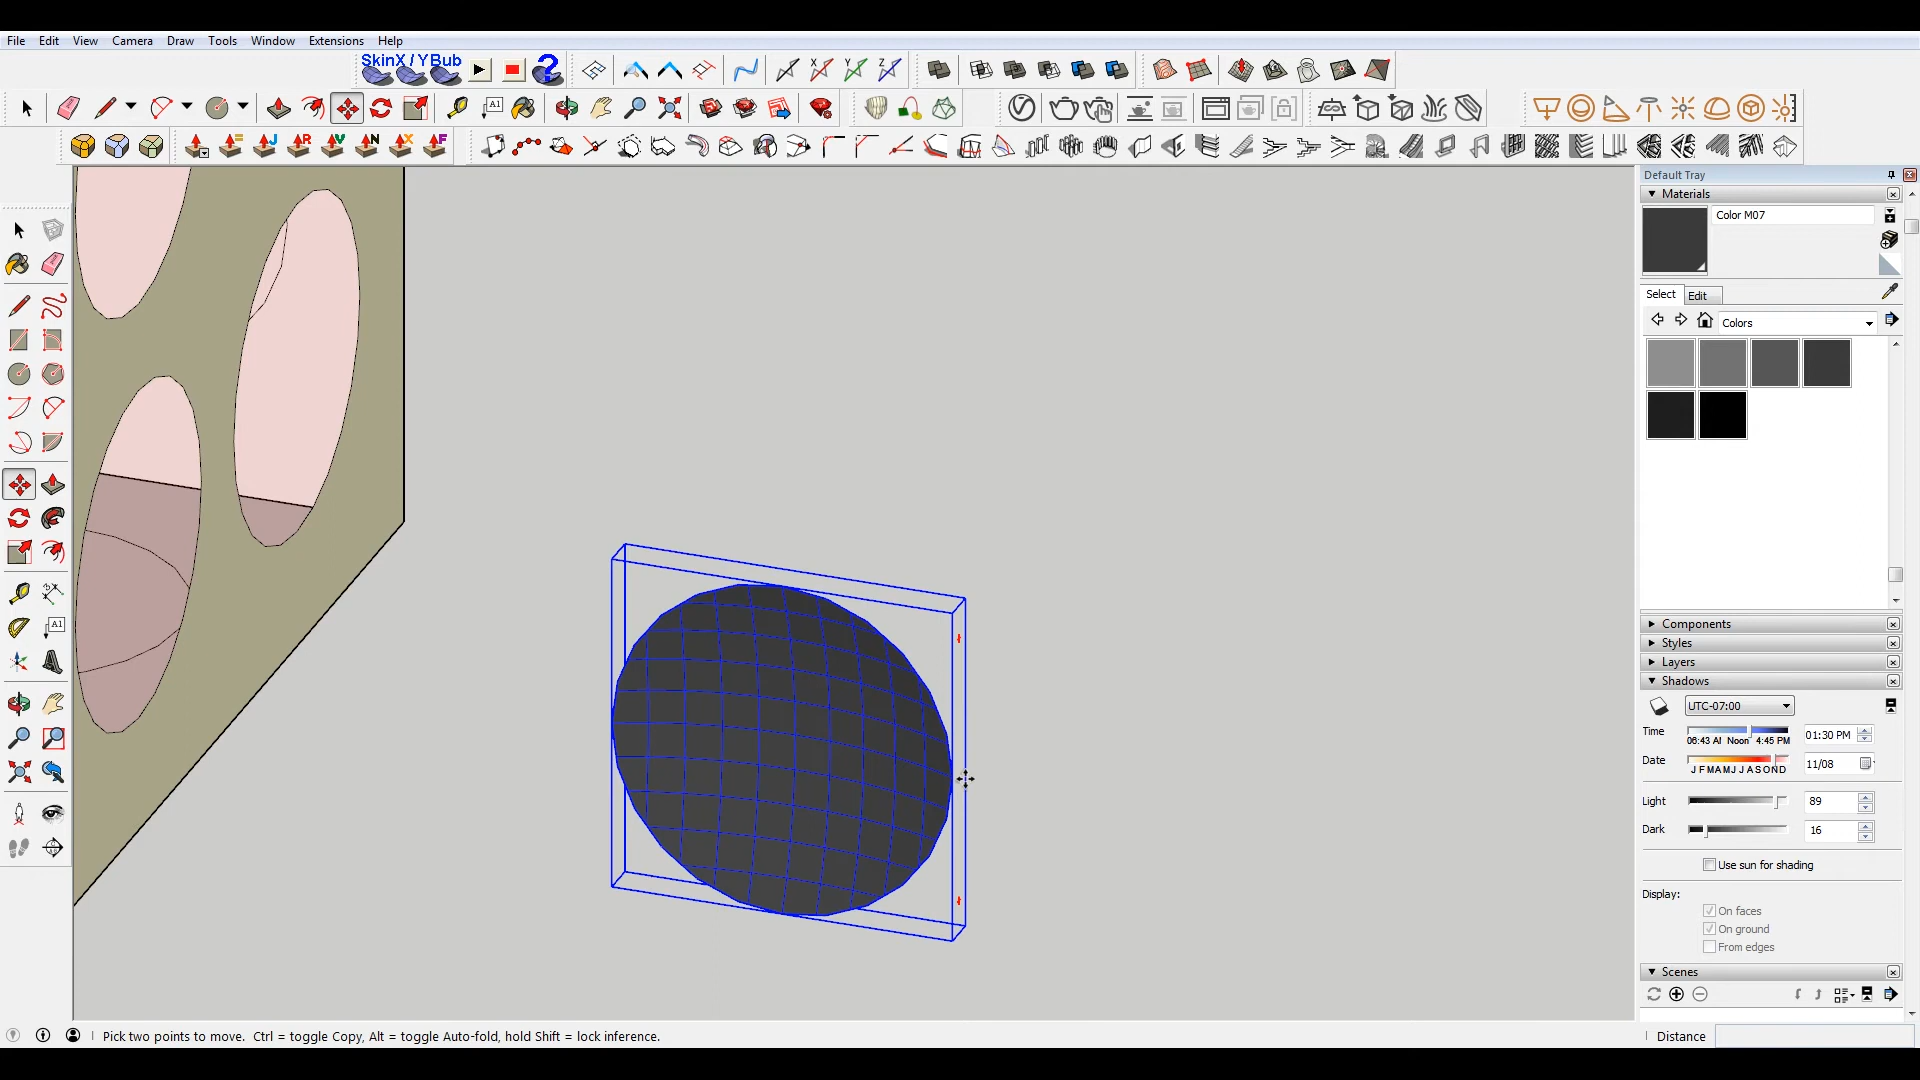 File Edit View Camera Draw Tools Window Extensions Help
SkinX / YBub
?
X Y Z
A1
J R V N X F
Default Tray
Materials
Color M07
Select Edit
Colors
A1
Components
Styles
Layers
Shadows
UTC-07:00
Time 06:43 AI Noon 4:45 PM 01:30 PM
Date J F M A M J J A S O N D 11/08
Light 89
Dark 16
Use sun for shading
Display:
On faces
On ground
From edges
Scenes
Pick two points to move. Ctrl = toggle Copy, Alt = toggle Auto-fold, hold Shift = lock inference.
Distance